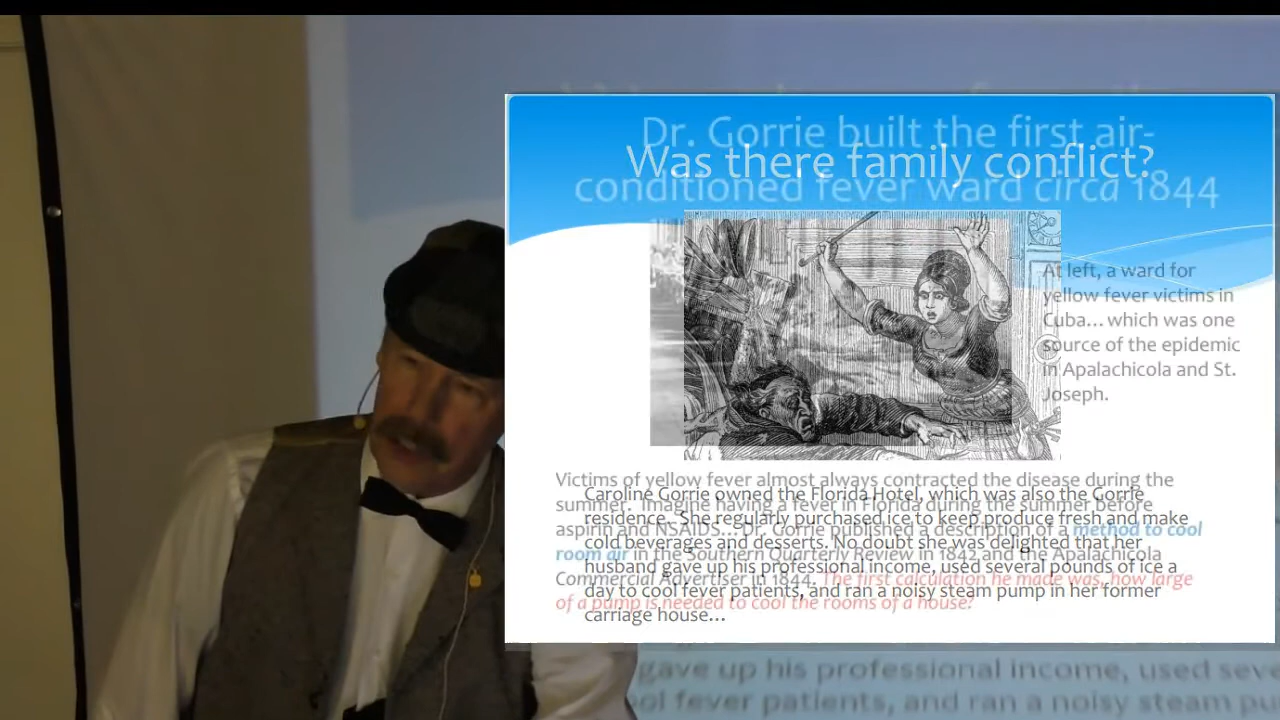 Dr. Gorrie built the first air-
conditioned fever ward circa 1844
Was there family conflict?
At left, a ward for
yellow fever victims in
Cuba... which was one
source of the epidemic
in Apalachicola and St.
Joseph.
Victims of yellow fever almost always contracted the disease during the
summer. Imagine having a fever in Florida during the summer before
aspirin and NSAIDS... Dr. Gorrie published a description of a method to cool
room air in the Southern Quarterly Review in 1842 and the Apalachicola
Commercial Advertiser in 1844. The first calculation he made was, how large
of a pump is needed to cool the rooms of a house?
Caroline Gorrie owned the Florida Hotel, which was also the Gorrie
residence. She regularly purchased ice to keep produce fresh and make
cold beverages and desserts. No doubt she was delighted that her
husband gave up his professional income, used several pounds of ice a
day to cool fever patients, and ran a noisy steam pump in her former
carriage house...
gave up his professional income, used
fever patients, and ran a noisy steam